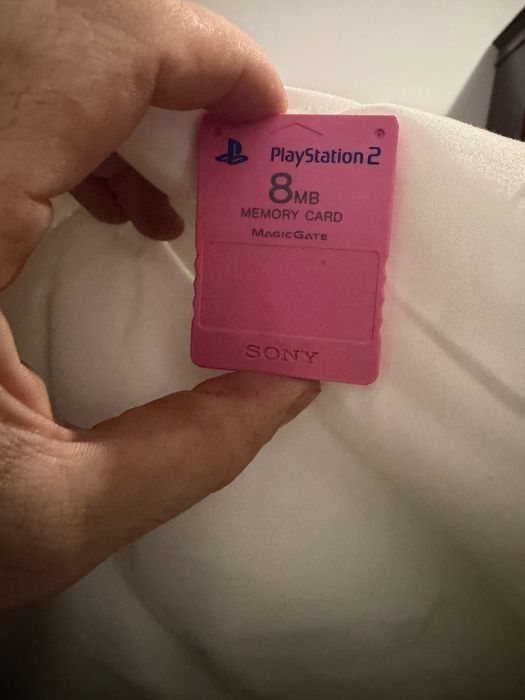 PlayStation 2
8MB
MEMORY CARD
MAGICGATE
SONY